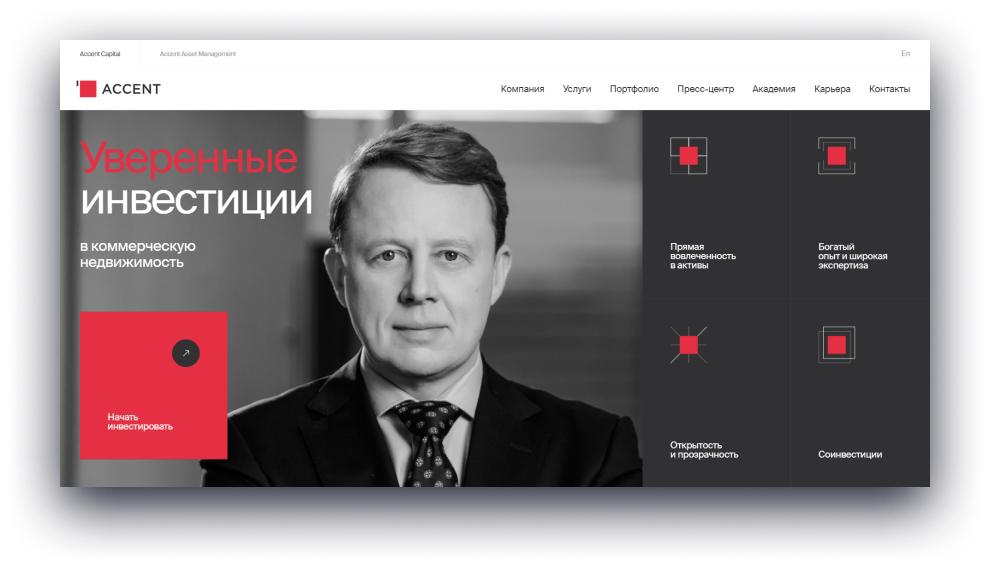 Accent Capital
Accent Asset Management
En
ACCENT
Компания Услуги Портфолио Пресс-центр Академия Карьера Контакты
Уверенные
инвестиции
в коммерческую
недвижимость
Начать
инвестировать
Прямая
вовлеченность
в активы
Богатый
опыт и широкая
экспертиза
Открытость
и прозрачность
Соинвестиции